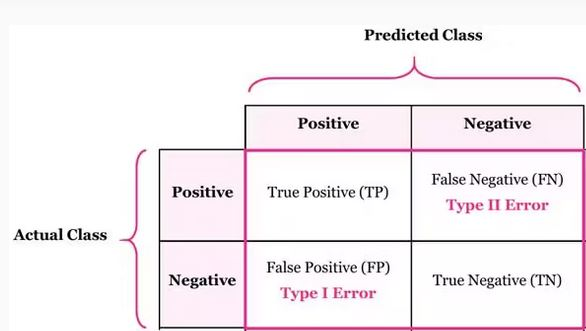 Predicted Class
Positive
Negative
Positive
True Positive (TP)
False Negative (FN)
Type II Error
Actual Class
Negative
False Positive (FP)
Type I Error
True Negative (TN)